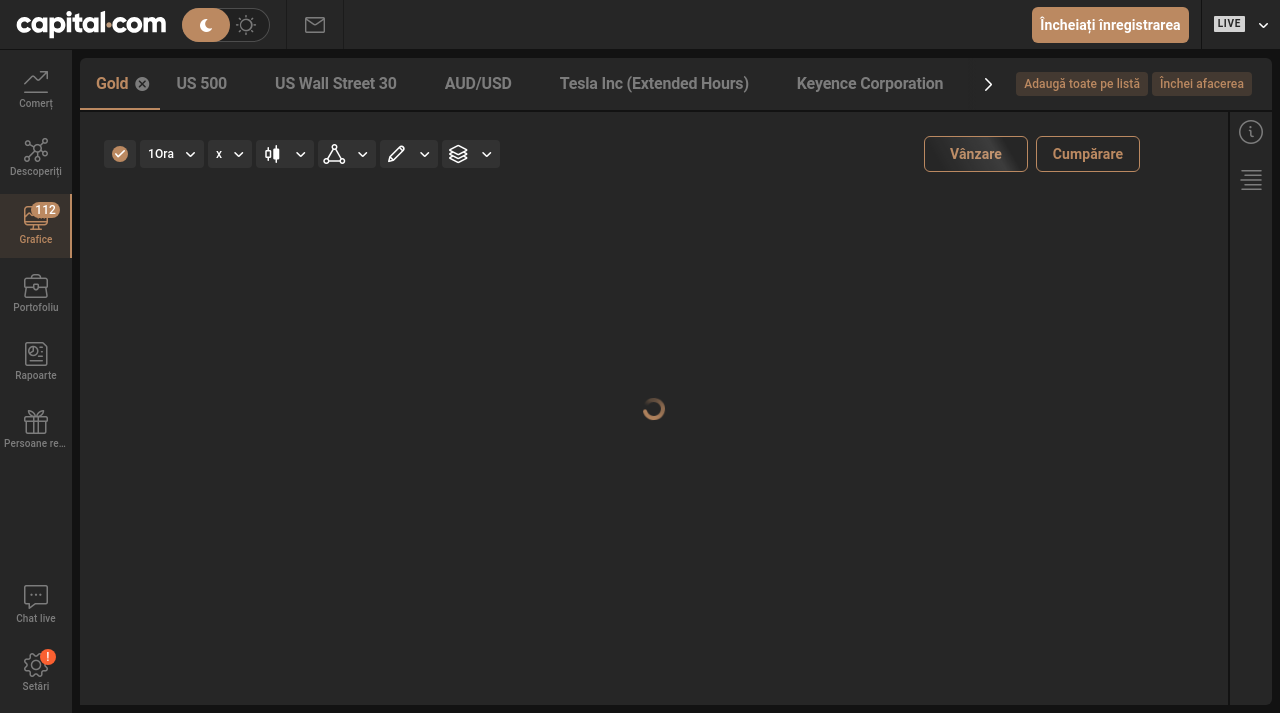 capital.com
Încheiați înregistrarea
LIVE
Gold
US 500
US Wall Street 30
AUD/USD
Tesla Inc (Extended Hours)
Keyence Corporation
Adaugă toate pe listă
Închei afacerea
1Ora
x
Vânzare
Cumpărare
Comerț
Descoperiți
112
Grafice
Portofoliu
Rapoarte
Persoane re...
Chat live
!
Setări